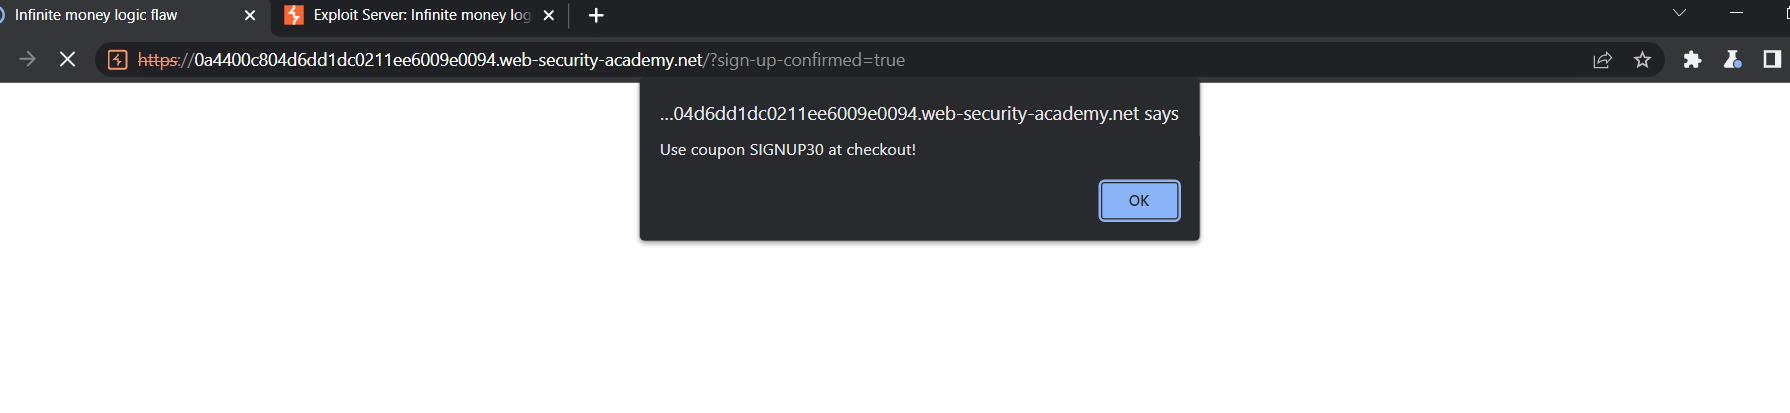 Infinite money logic flaw
Exploit Server: Infinite money log
https://0a4400c804d6dd1dc0211ee6009e0094.web-security-academy.net/?sign-up-confirmed=true
...04d6dd1dc0211ee6009e0094.web-security-academy.net says
Use coupon SIGNUP30 at checkout!
OK